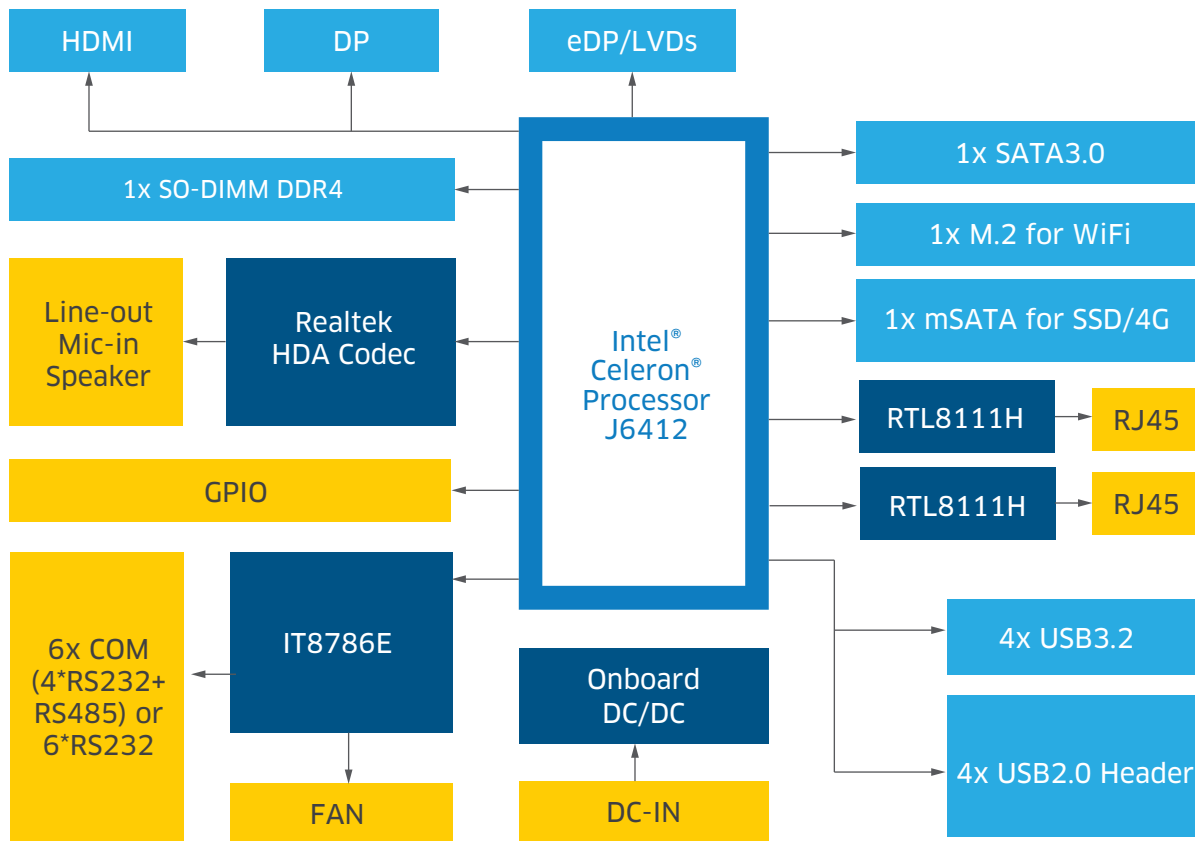 HDMI
DP
eDP/LVDs
1x SO-DIMM DDR4
Line-out
Mic-in
Speaker
Realtek
HDA Codec
GPIO
6x COM
(4*RS232+
RS485) or
6*RS232
IT8786E
FAN
Intel®
Celeron®
Processor
J6412
Onboard
DC/DC
DC-IN
1x SATA3.0
1x M.2 for WiFi
1x mSATA for SSD/4G
RTL8111H
RJ45
RTL8111H
RJ45
4x USB3.2
4x USB2.0 Header